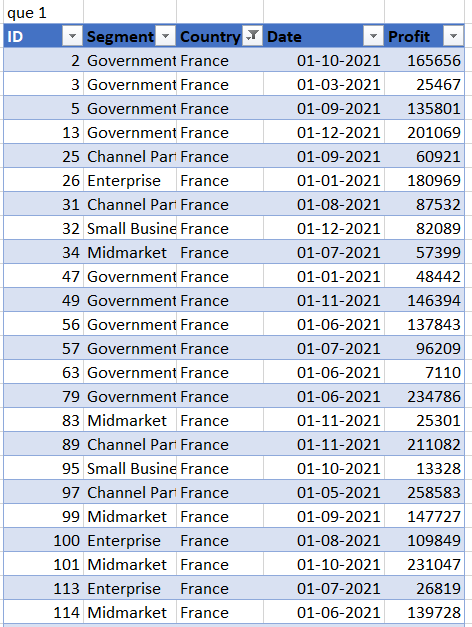 que 1
ID Segment Country Date Profit
2 Government France 01-10-2021 165656
3 Government France 01-03-2021 25467
5 Government France 01-09-2021 135801
13 Government France 01-12-2021 201069
25 Channel Par France 01-09-2021 60921
26 Enterprise France 01-01-2021 180969
31 Channel Par France 01-08-2021 87532
32 Small Busine France 01-12-2021 82089
34 Midmarket France 01-07-2021 57399
47 Government France 01-01-2021 48442
49 Government France 01-11-2021 146394
56 Government France 01-06-2021 137843
57 Government France 01-07-2021 96209
63 Government France 01-06-2021 7110
79 Government France 01-06-2021 234786
83 Midmarket France 01-11-2021 25301
89 Channel Par France 01-11-2021 211082
95 Small Busine France 01-10-2021 13328
97 Channel Par France 01-05-2021 258583
99 Midmarket France 01-09-2021 147727
100 Enterprise France 01-08-2021 109849
101 Midmarket France 01-10-2021 231047
113 Enterprise France 01-07-2021 26819
114 Midmarket France 01-06-2021 139728